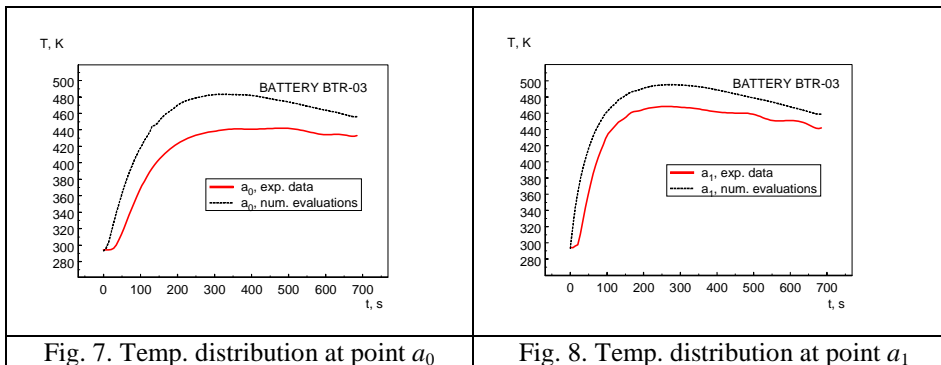 T, K
500
480
460
440
420
400
380
360
340
320
300
280
BATTERY BTR-03
a0, exp. data
a0, num. evaluations
0 100 200 300 400 500 600 700
t, s
Fig. 7. Temp. distribution at point a0
T, K
500
480
460
440
420
400
380
360
340
320
300
280
BATTERY BTR-03
a1, exp. data
a1, num. evaluations
0 100 200 300 400 500 600 700
t, s
Fig. 8. Temp. distribution at point a1